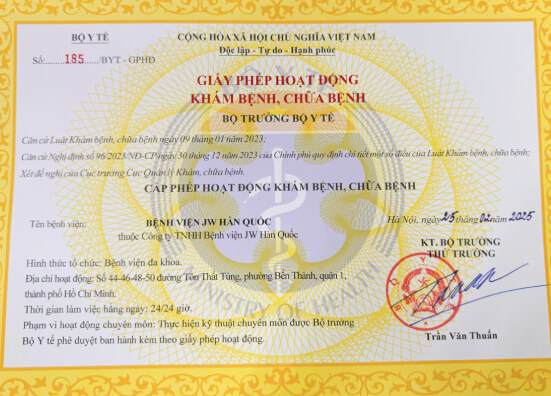 BỘ Y TẾ
CỘNG HÒA XÃ HỘI CHỦ NGHĨA VIỆT NAM
Độc lập - Tự do - Hạnh phúc
Số: 185 /BYT - GPHĐ
GIẤY PHÉP HOẠT ĐỘNG
KHÁM BỆNH, CHỮA BỆNH
BỘ TRƯỞNG BỘ Y TẾ
Căn cứ Luật Khám bệnh, chữa bệnh ngày 09 tháng 01 năm 2023;
Căn cứ Nghị định số 96/2023/NĐ-CP ngày 30 tháng 12 năm 2023 của Chính phủ quy định chi tiết một số điều của Luật Khám bệnh, chữa bệnh;
Xét đề nghị của Cục trưởng Cục Quản lý Khám, chữa bệnh.
CẤP PHÉP HOẠT ĐỘNG KHÁM BỆNH, CHỮA BỆNH
Tên bệnh viện: BỆNH VIỆN JW HÀN QUỐC
thuộc Công ty TNHH Bệnh viện JW Hàn Quốc
Hà Nội, ngày 25 tháng 02 năm 2025
Hình thức tổ chức: Bệnh viện đa khoa.
Địa chỉ hoạt động: Số 44-46-48-50 đường Tôn Thất Tùng, phường Bến Thành, quận 1,
thành phố Hồ Chí Minh.
Thời gian làm việc hằng ngày: 24/24 giờ.
Phạm vi hoạt động chuyên môn: Thực hiện kỹ thuật chuyên môn được Bộ trưởng
Bộ Y tế phê duyệt ban hành kèm theo giấy phép hoạt động.
KT. BỘ TRƯỞNG
THỨ TRƯỞNG
Trần Văn Thuấn
MINISTRY OF HEALTH